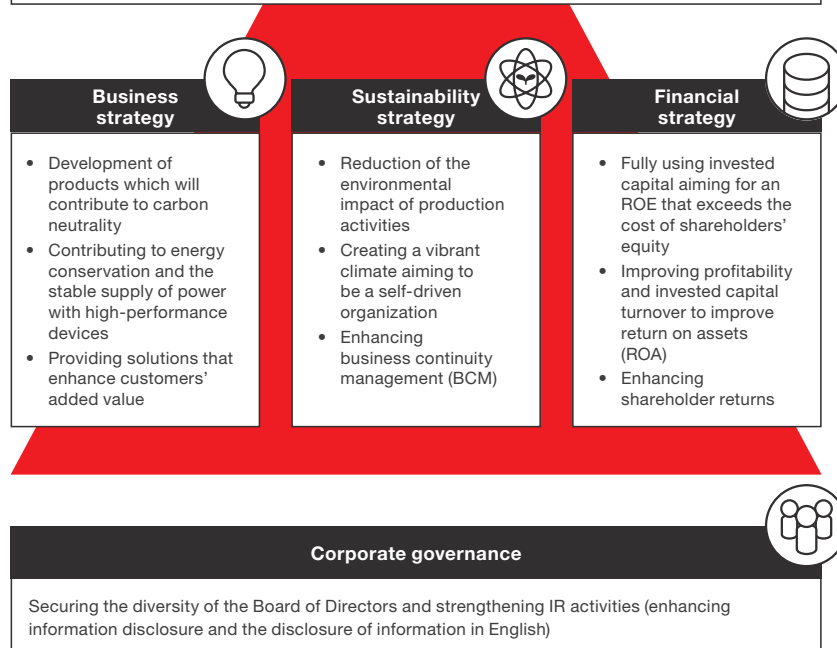 Business
strategy
• Development of
products which will
contribute to carbon
neutrality
• Contributing to energy
conservation and the
stable supply of power
with high-performance
devices
• Providing solutions that
enhance customers’
added value
Sustainability
strategy
• Reduction of the
environmental
impact of production
activities
• Creating a vibrant
climate aiming to
be a self-driven
organization
• Enhancing
business continuity
management (BCM)
Financial
strategy
• Fully using invested
capital aiming for an
ROE that exceeds the
cost of shareholders’
equity
• Improving profitability
and invested capital
turnover to improve
return on assets
(ROA)
• Enhancing
shareholder returns
Corporate governance
Securing the diversity of the Board of Directors and strengthening IR activities (enhancing
information disclosure and the disclosure of information in English)